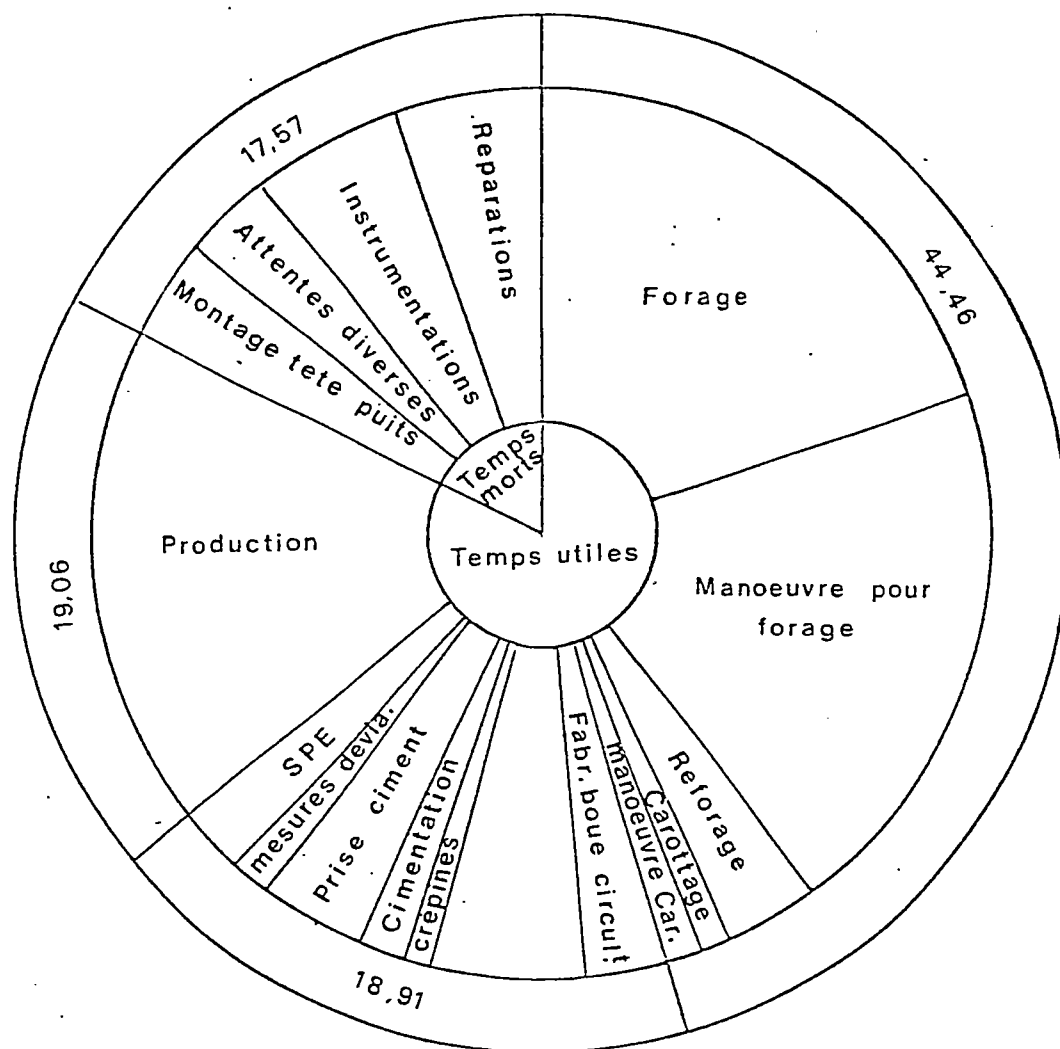 17,57
44,46
19,06
18,91
Reparations
Instrumentations
Attentes diverses
Montage tete puits
Temps
morts
Temps utiles
Forage
Manoeuvre pour
forage
Reforage
Carottage
manoeuvre Car.
Fabr. boue circult.
crepines
Cimentation
Prise ciment
mesures devia.
SPE
Production